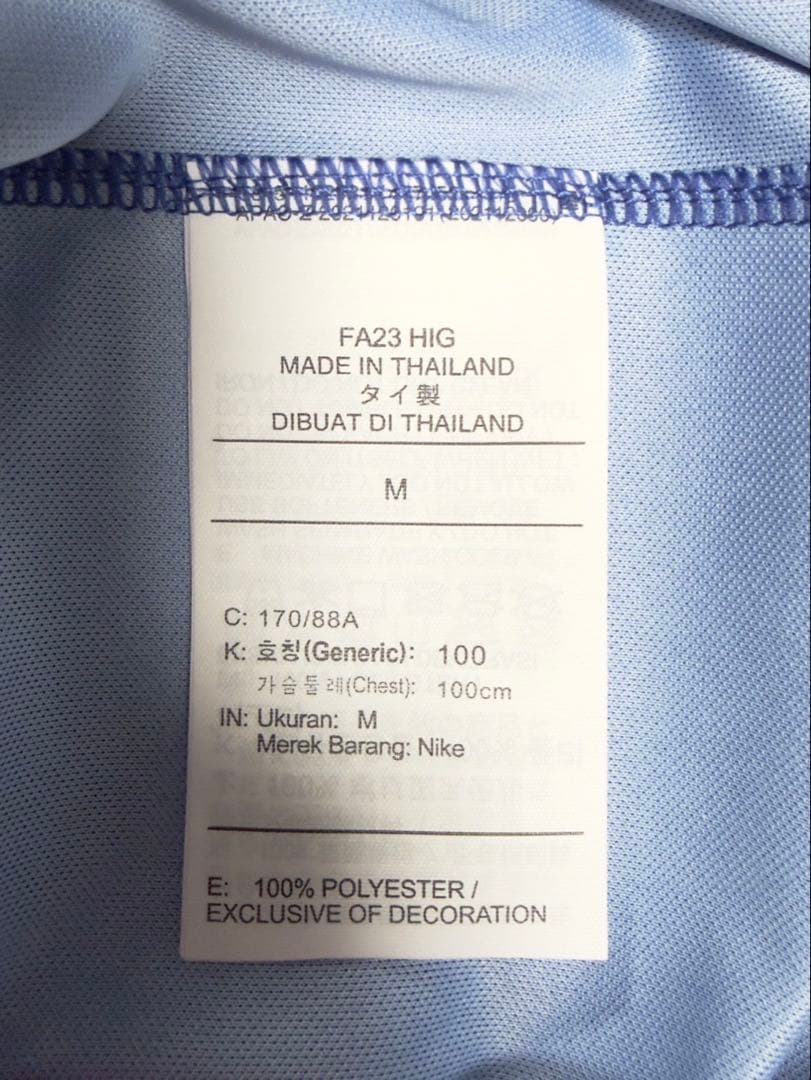 FA23 HIG
MADE IN THAILAND
タイ製
DIBUAT DI THAILAND
M
C: 170/88A
K: 호칭(Generic): 100
가슴둘레(Chest): 100cm
IN: Ukuran: M
Merek Barang: Nike
E: 100% POLYESTER /
EXCLUSIVE OF DECORATION